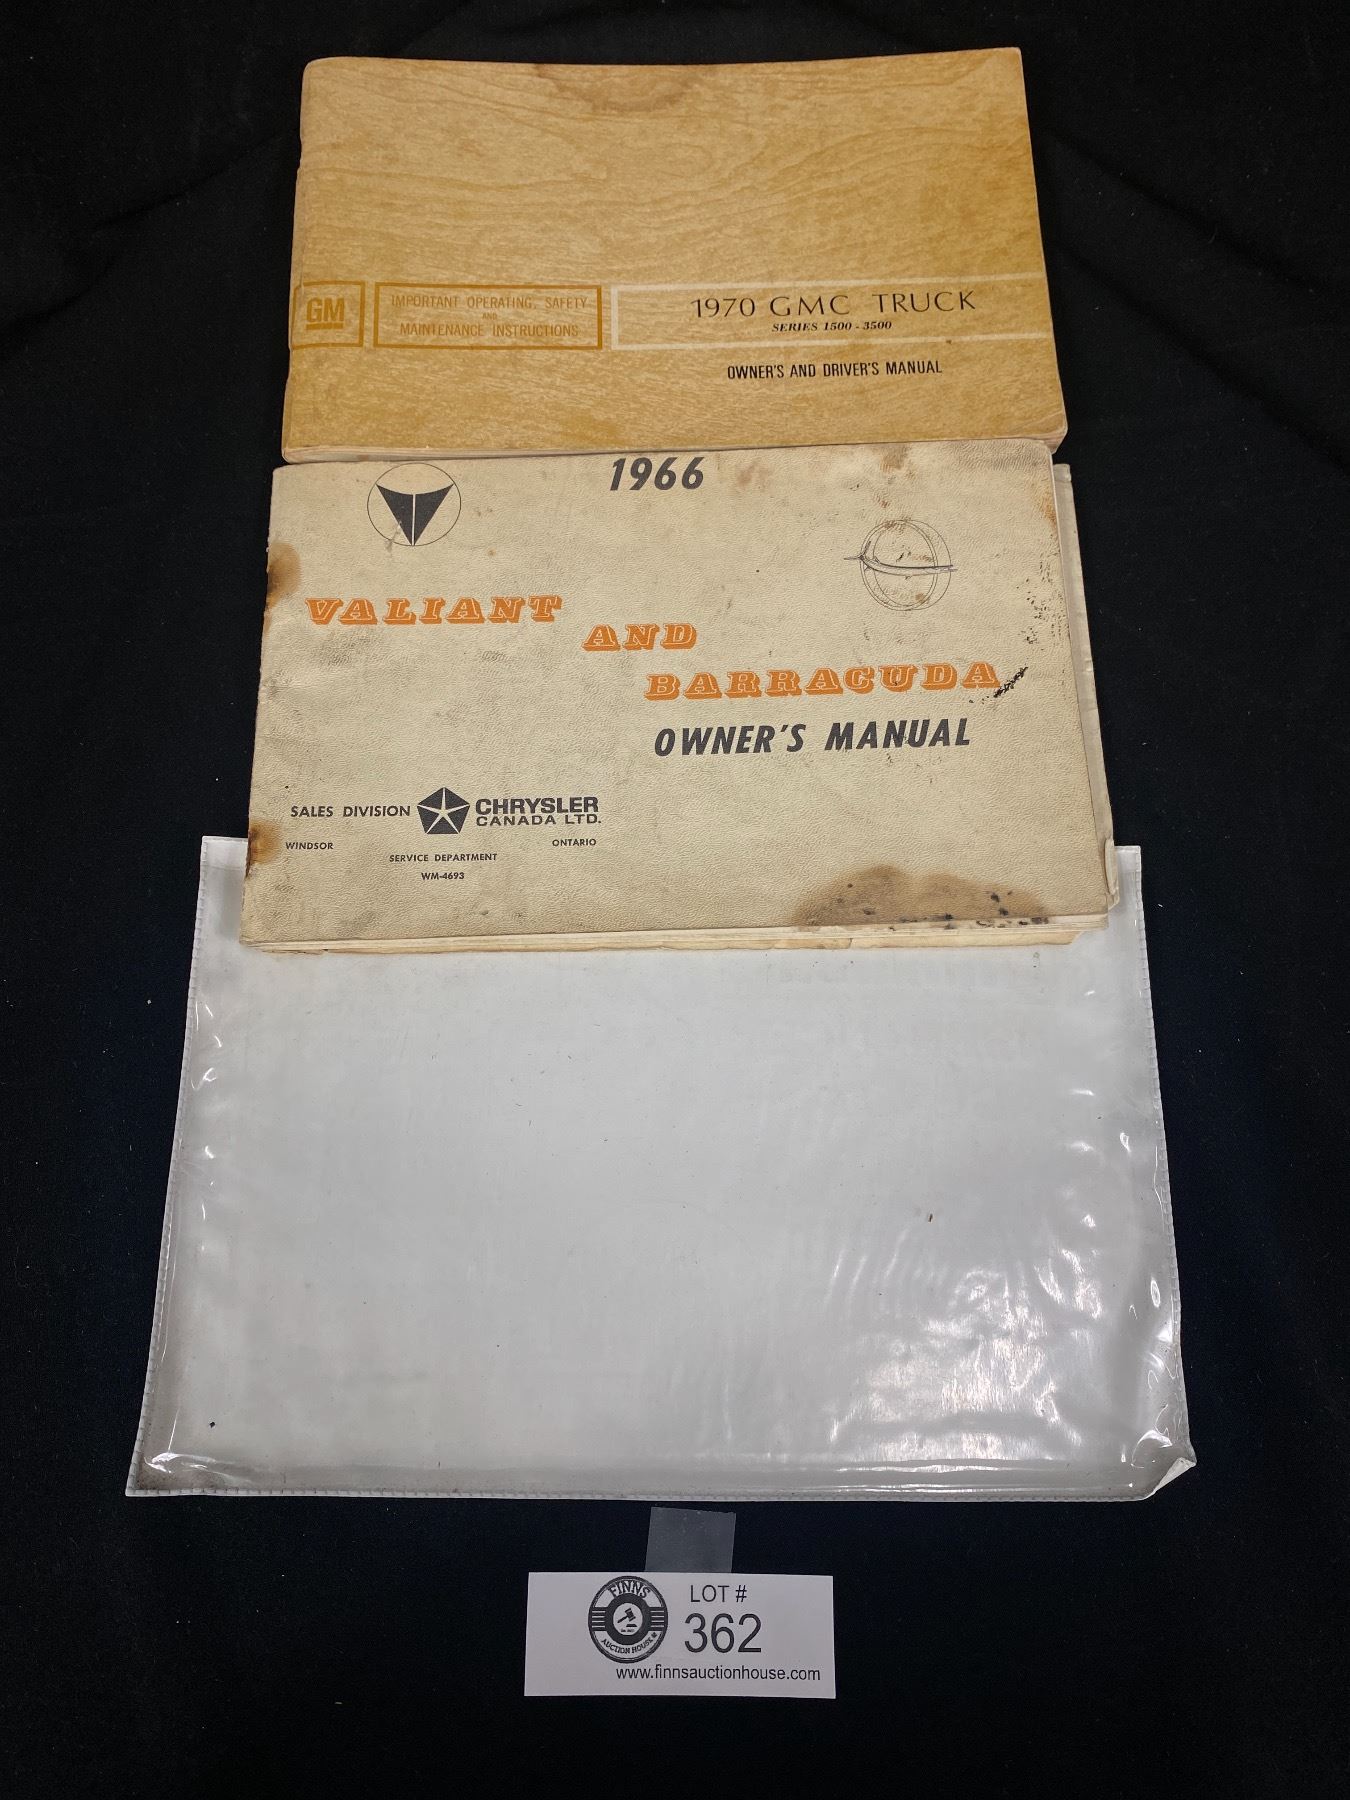 GM
IMPORTANT OPERATING, SAFETY
AND
MAINTENANCE INSTRUCTIONS
1970 GMC TRUCK
SERIES 1500 - 3500
OWNER'S AND DRIVER'S MANUAL
1966
VALIANT
AND
BARRACUDA
OWNER'S MANUAL
SALES DIVISION
CHRYSLER
CANADA LTD.
WINDSOR
ONTARIO
SERVICE DEPARTMENT
WM-4693
FINNS
AUCTION HOUSE
LOT #
362
www.finnsauctionhouse.com